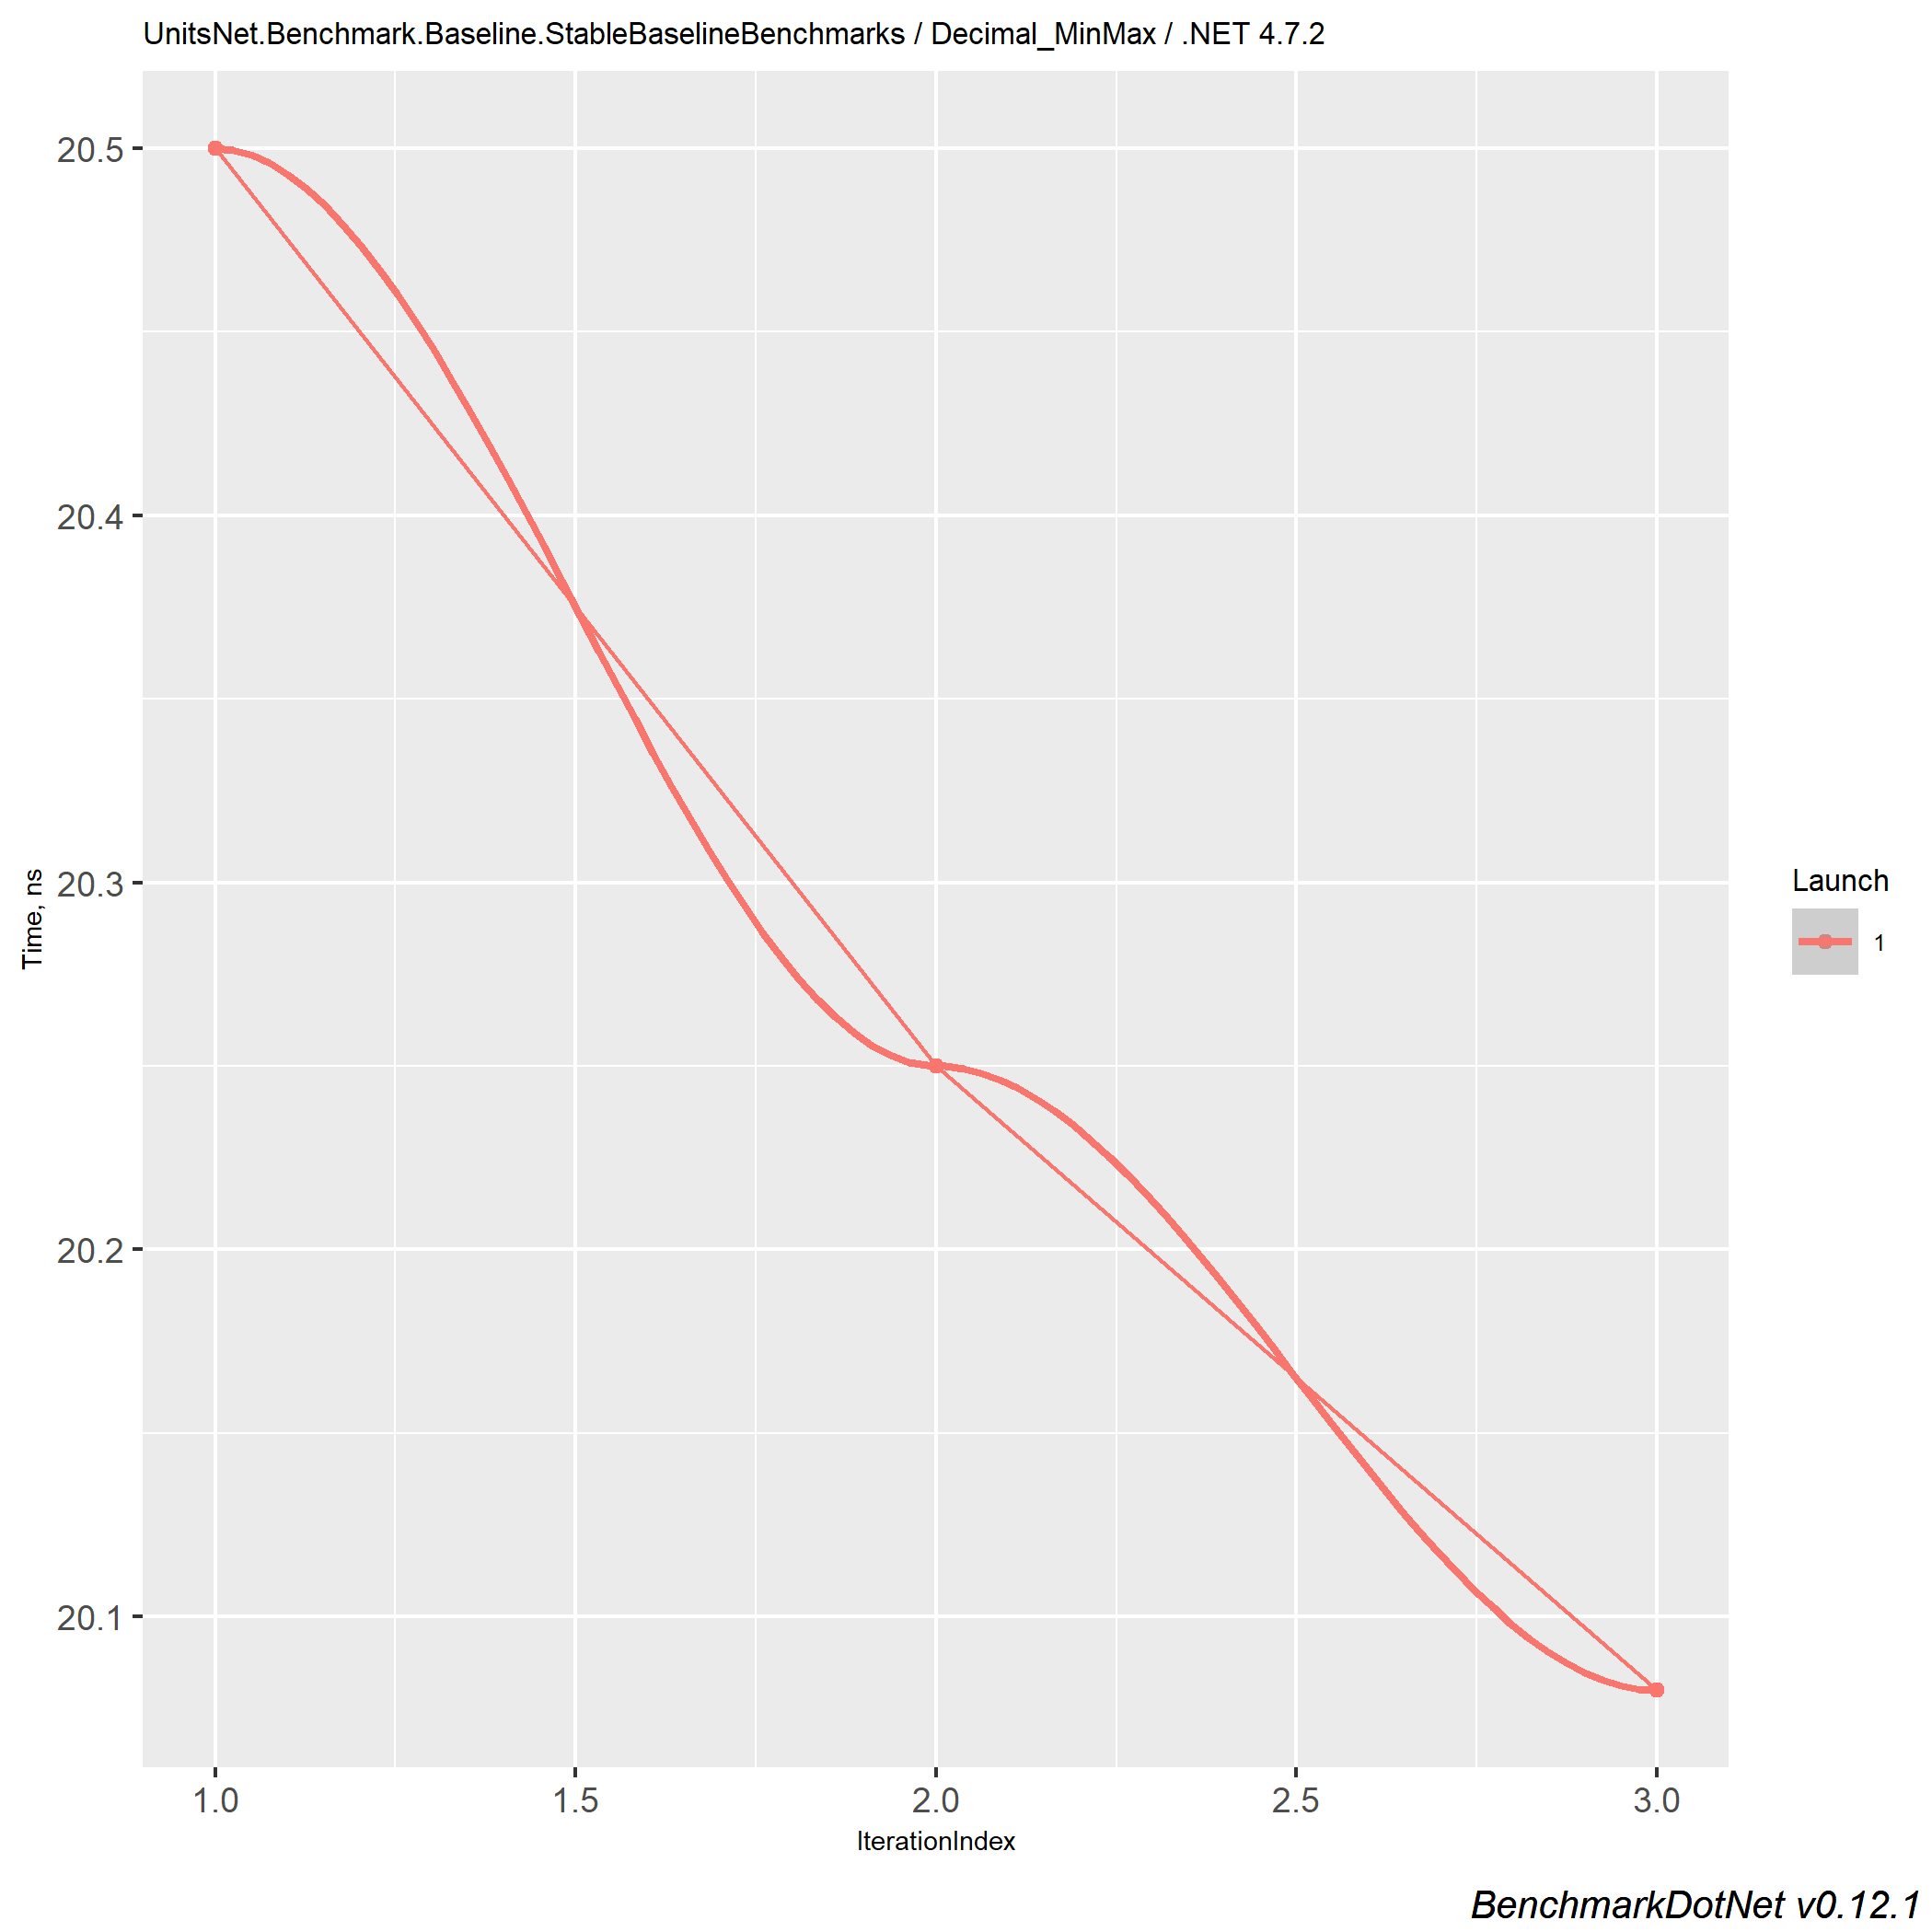 UnitsNet.Benchmark.Baseline.StableBaselineBenchmarks / Decimal_MinMax / .NET 4.7.2
20.5
20.4
20.3
20.2
20.1
Time, ns
1.0 1.5 2.0 2.5 3.0
IterationIndex
Launch
1
BenchmarkDotNet v0.12.1